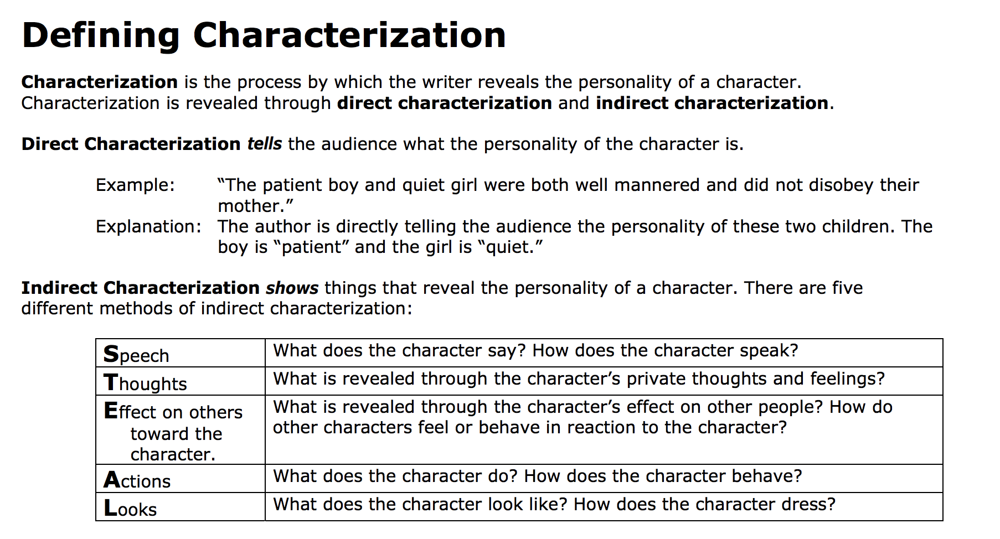 Defining Characterization
Characterization is the process by which the writer reveals the personality of a character.
Characterization is revealed through direct characterization and indirect characterization.
Direct Characterization tells the audience what the personality of the character is.
Example: “The patient boy and quiet girl were both well mannered and did not disobey their
mother.”
Explanation: The author is directly telling the audience the personality of these two children. The
boy is “patient” and the girl is “quiet.”
Indirect Characterization shows things that reveal the personality of a character. There are five
different methods of indirect characterization:
Speech What does the character say? How does the character speak?
Thoughts What is revealed through the character’s private thoughts and feelings?
Effect on others
toward the
character.
What is revealed through the character’s effect on other people? How do
other characters feel or behave in reaction to the character?
Actions What does the character do? How does the character behave?
Looks What does the character look like? How does the character dress?